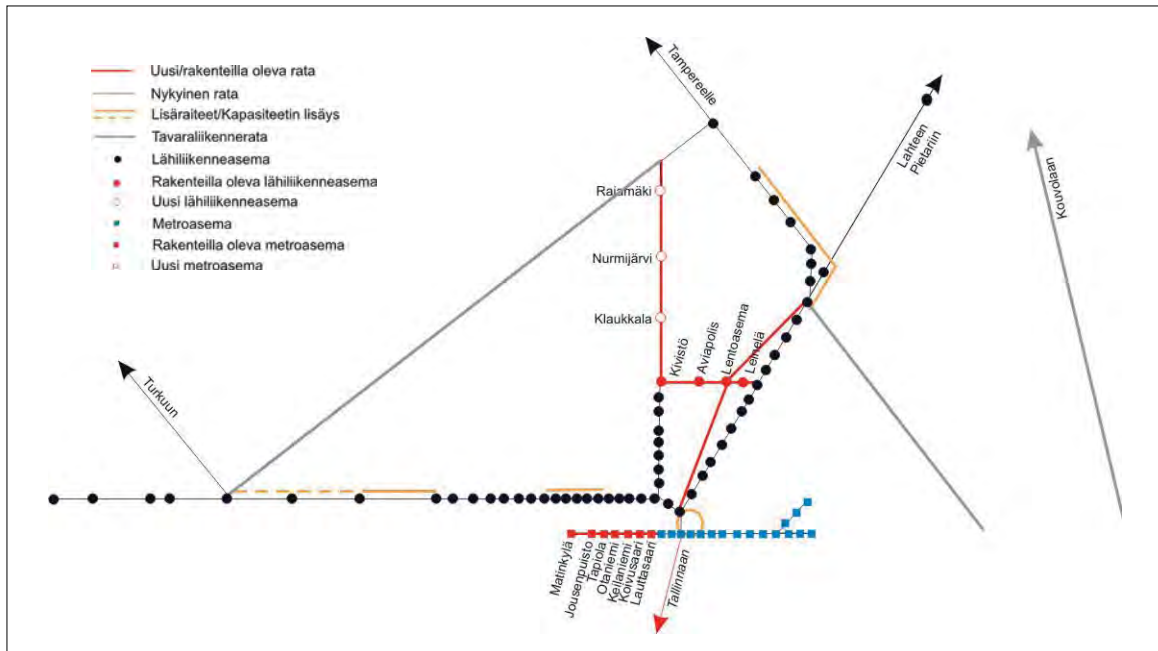 Uusi/rakenteilla oleva rata
Nykyinen rata
Lisäraiteet/Kapasiteetin lisäys
Tavaraliikennerata
Lähiliikenneasema
Rakenteilla oleva lähiliikenneasema
Uusi lähiliikenneasema
Metroasema
Rakenteilla oleva metroasema
Uusi metroasema
Tampereelle
Lahteen
Pietariin
Kouvolaan
Turkuun
Rajamäki
Nurmijärvi
Klaukkala
Kivistö
Aviapolis
Lentoasema
Leinelä
Matinkylä
Jousenpuisto
Tapiola
Otaniemi
Keilaniemi
Koivusaari
Lauttasaari
Tallinnaan